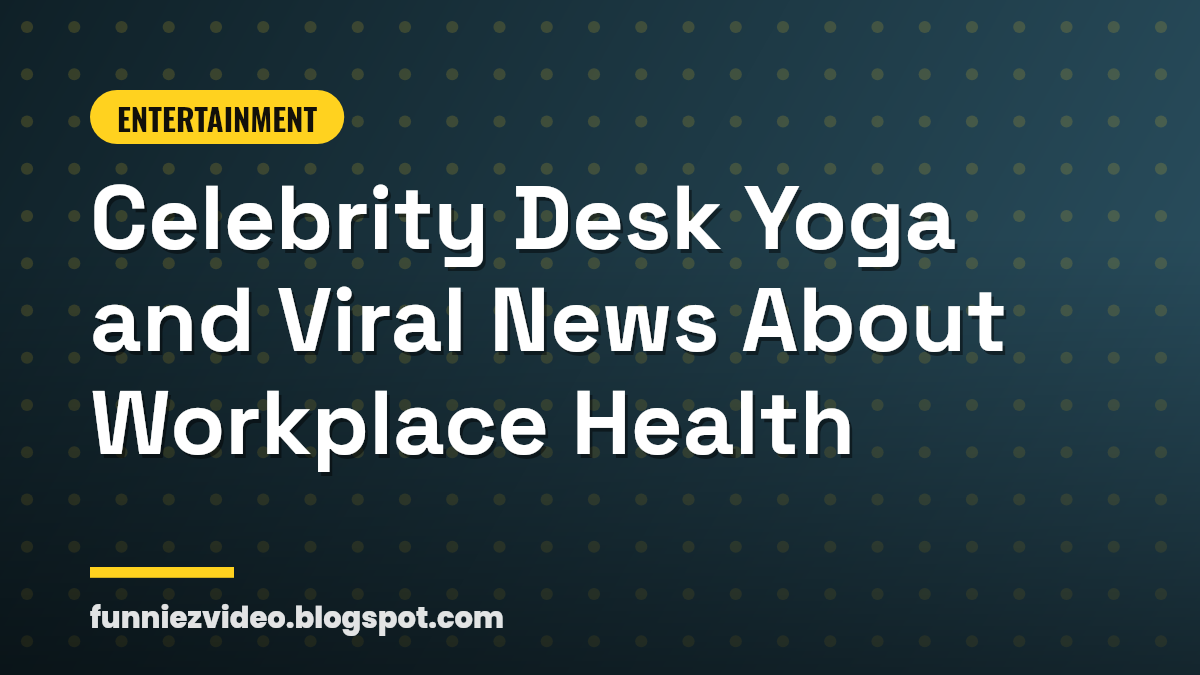 ENTERTAINMENT
Celebrity Desk Yoga
and Viral News About
Workplace Health
funniezvideo.blogspot.com